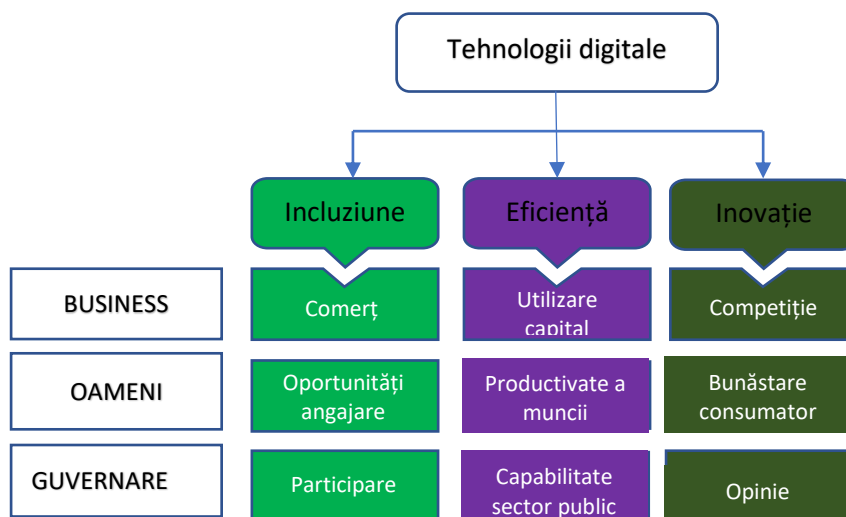 Tehnologii digitale
Incluziune
Eficiență
Inovație
BUSINESS
Comerț
Utilizare
capital
Competiție
OAMENI
Oportunități
angajare
Productivate a
muncii
Bunăstare
consumator
GUVERNARE
Participare
Capabilitate
sector public
Opinie